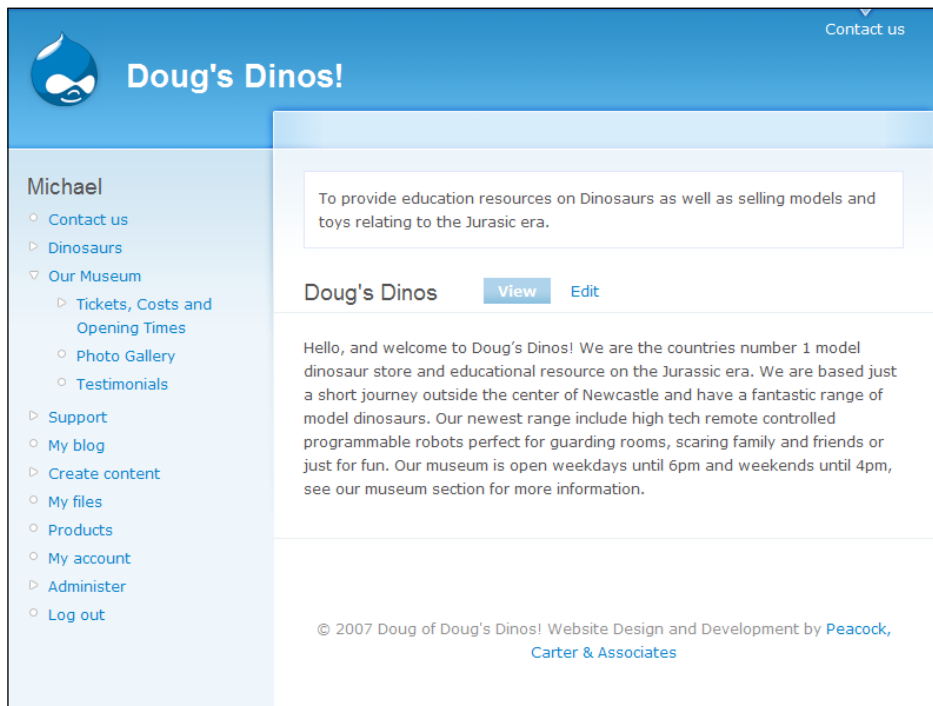 Contact us
Doug's Dinos!
Michael
Contact us
Dinosaurs
Our Museum
Tickets, Costs and
Opening Times
Photo Gallery
Testimonials
Support
My blog
Create content
My files
Products
My account
Administer
Log out
To provide education resources on Dinosaurs as well as selling models and
toys relating to the Jurasic era.
Doug's Dinos View Edit
Hello, and welcome to Doug's Dinos! We are the countries number 1 model
dinosaur store and educational resource on the Jurassic era. We are based just
a short journey outside the center of Newcastle and have a fantastic range of
model dinosaurs. Our newest range include high tech remote controlled
programmable robots perfect for guarding rooms, scaring family and friends or
just for fun. Our museum is open weekdays until 6pm and weekends until 4pm,
see our museum section for more information.
© 2007 Doug of Doug's Dinos! Website Design and Development by Peacock,
Carter & Associates